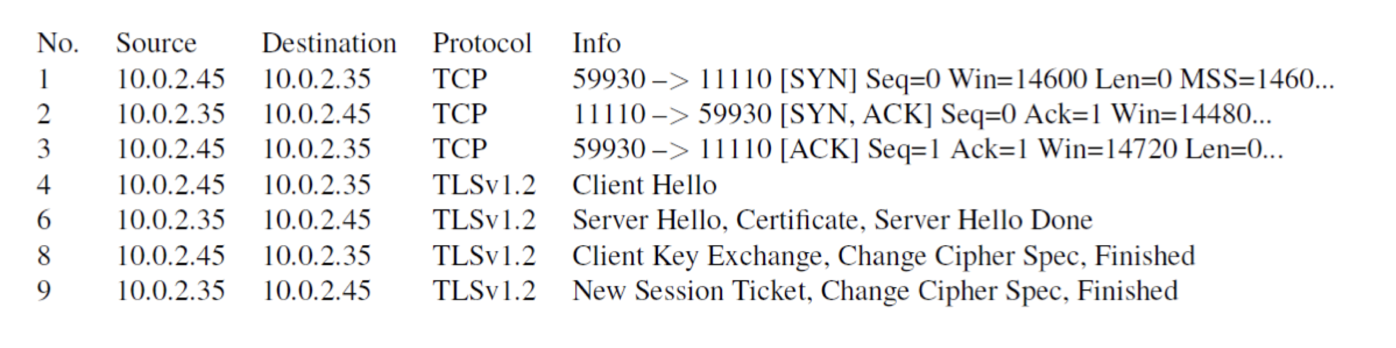 No. Source Destination Protocol Info
1 10.0.2.45 10.0.2.35 TCP 59930 –> 11110 [SYN] Seq=0 Win=14600 Len=0 MSS=1460...
2 10.0.2.35 10.0.2.45 TCP 11110 –> 59930 [SYN, ACK] Seq=0 Ack=1 Win=14480...
3 10.0.2.45 10.0.2.35 TCP 59930 –> 11110 [ACK] Seq=1 Ack=1 Win=14720 Len=0...
4 10.0.2.45 10.0.2.35 TLSv1.2 Client Hello
6 10.0.2.35 10.0.2.45 TLSv1.2 Server Hello, Certificate, Server Hello Done
8 10.0.2.45 10.0.2.35 TLSv1.2 Client Key Exchange, Change Cipher Spec, Finished
9 10.0.2.35 10.0.2.45 TLSv1.2 New Session Ticket, Change Cipher Spec, Finished